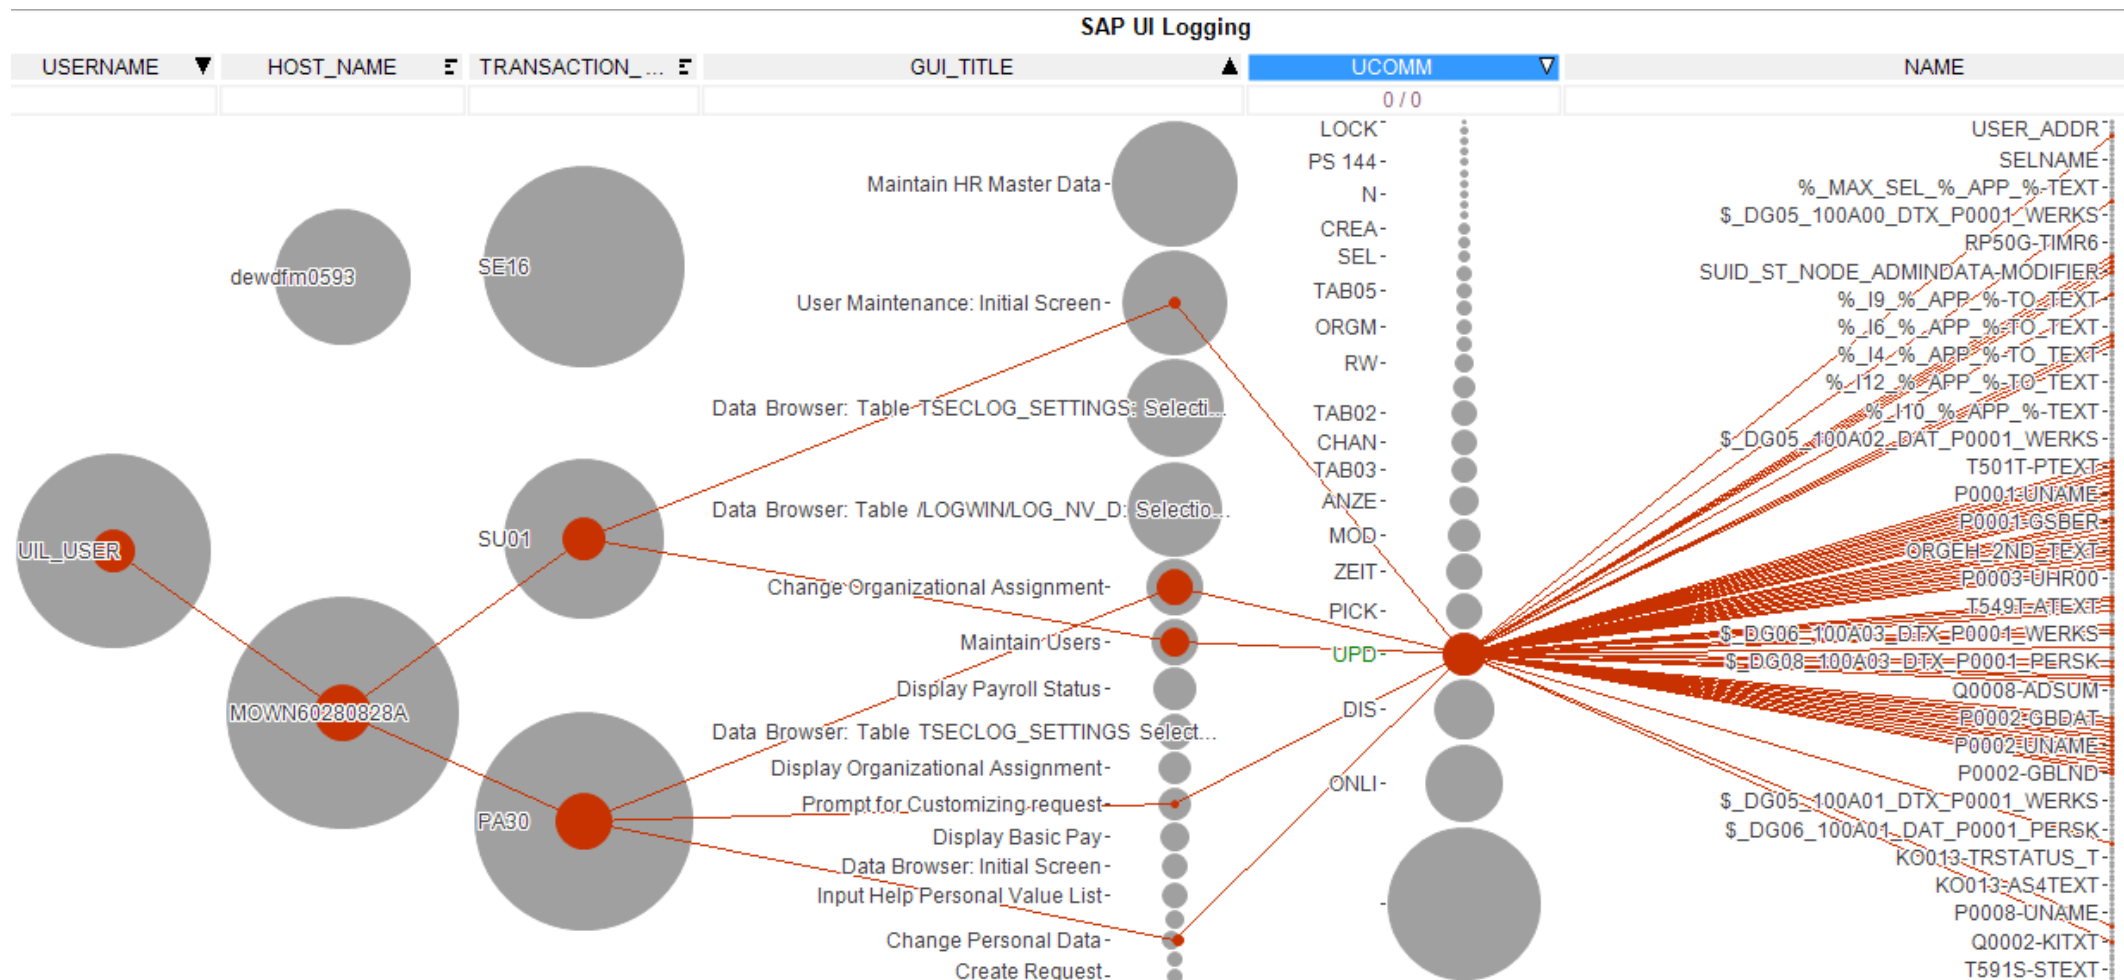 SAP UI Logging
USERNAME
HOST_NAME
TRANSACTION_ ...
GUI_TITLE
UCOMM
NAME
0 / 0
UIL_USER
dewdfm0593
MOWN60280828A
SE16
SU01
PA30
Maintain HR Master Data
User Maintenance: Initial Screen
Data Browser: Table TSECLOG_SETTINGS: Selecti...
Data Browser: Table /LOGWIN/LOG_NV_D: Selectio...
Change Organizational Assignment
Maintain Users
Display Payroll Status
Data Browser: Table TSECLOG_SETTINGS Select...
Display Organizational Assignment
Prompt for Customizing request
Display Basic Pay
Data Browser: Initial Screen
Input Help Personal Value List
Change Personal Data
Create Request
LOCK
PS 144
N
CREA
SEL
TAB05
ORGM
RW
TAB02
CHAN
TAB03
ANZE
MOD
ZEIT
PICK
UPD
DIS
ONLI
USER_ADDR
SELNAME
%_MAX_SEL_%_APP_%-TEXT
$_DG05_100A00_DTX_P0001_WERKS
RP50G-TIMR6
SUID_ST_NODE_ADMINDATA-MODIFIER
%_I9_%_APP_%-TO_TEXT
%_I6_%_APP_%-TO_TEXT
%_I4_%_APP_%-TO_TEXT
%_I12_%_APP_%-TO_TEXT
%_I10_%_APP_%-TEXT
$_DG05_100A02_DAT_P0001_WERKS
T501T-PTEXT
P0001-UNAME
P0001-GSBER
ORGEH_2ND_TEXT
P0003-UHR00
T549T-ATEXT
$_DG06_100A03_DTX_P0001_WERKS
$_DG08_100A03_DTX_P0001_PERSK
Q0008-ADSUM
P0002-GBDAT
P0002-UNAME
P0002-GBLND
$_DG05_100A01_DTX_P0001_WERKS
$_DG06_100A01_DAT_P0001_PERSK
KO013-TRSTATUS_T
KO013-AS4TEXT
P0008-UNAME
Q0002-KITXT
T591S-STEXT